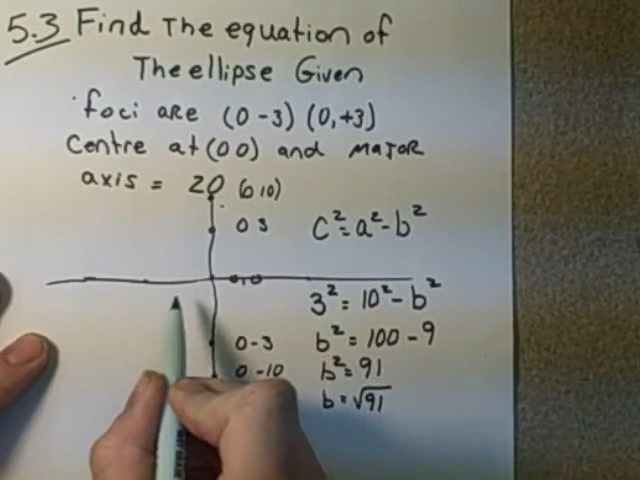 5.3 Find The equation of
The ellipse Given
foci are (0 -3) (0,+3)
Centre at (0 0) and major
axis = 20 (0 10)
0 3 c² = a² - b²
0,0
3² = 10² - b²
0 -3 b² = 100 - 9
0 -10 b² = 91
b = √91